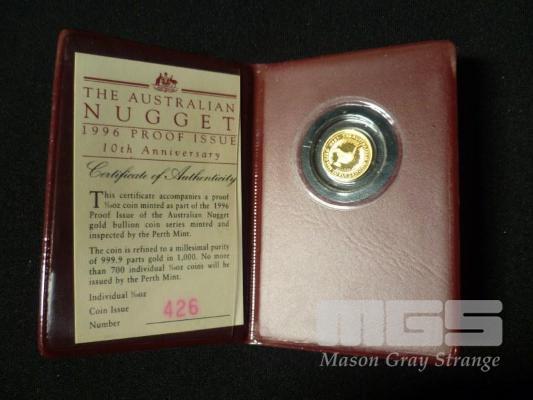 THE AUSTRALIAN
NUGGET
1996 PROOF ISSUE
10th Anniversary
Certificate of Authenticity
This certificate accompanies a proof
coin minted as part of the 1996
Proof Issue of the Australian Nugget
gold bullion coin series minted and
inspected by the Perth Mint.
The coin is refined to a millesimal purity
of 999.9 parts gold in 1,000. No more
than 700 individual coins will be
issued by the Perth Mint.
Individual
Coin Issue
Number
426
MGS
Mason Gray Strange